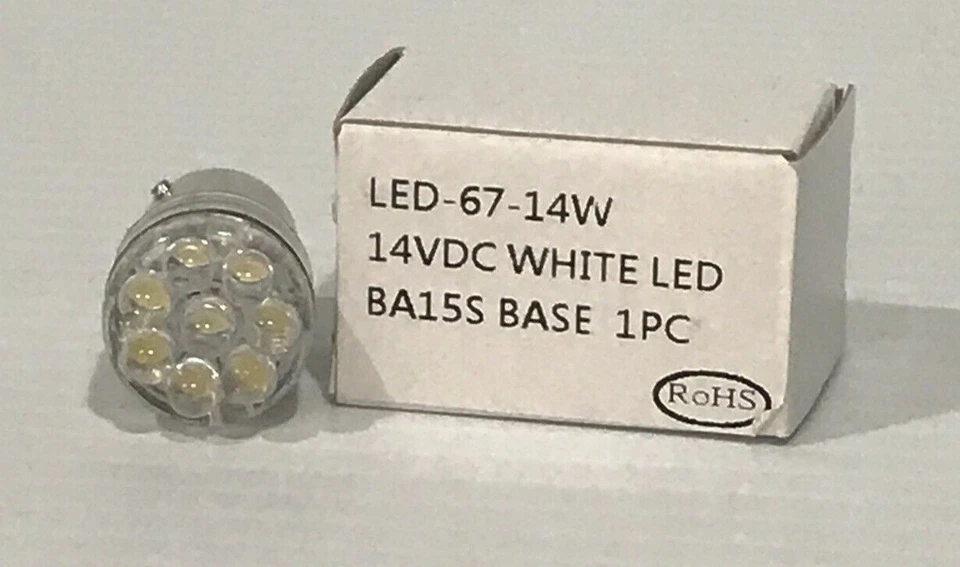 LED-67-14W
14VDC WHITE LED
BA15S BASE 1PC
RoHS